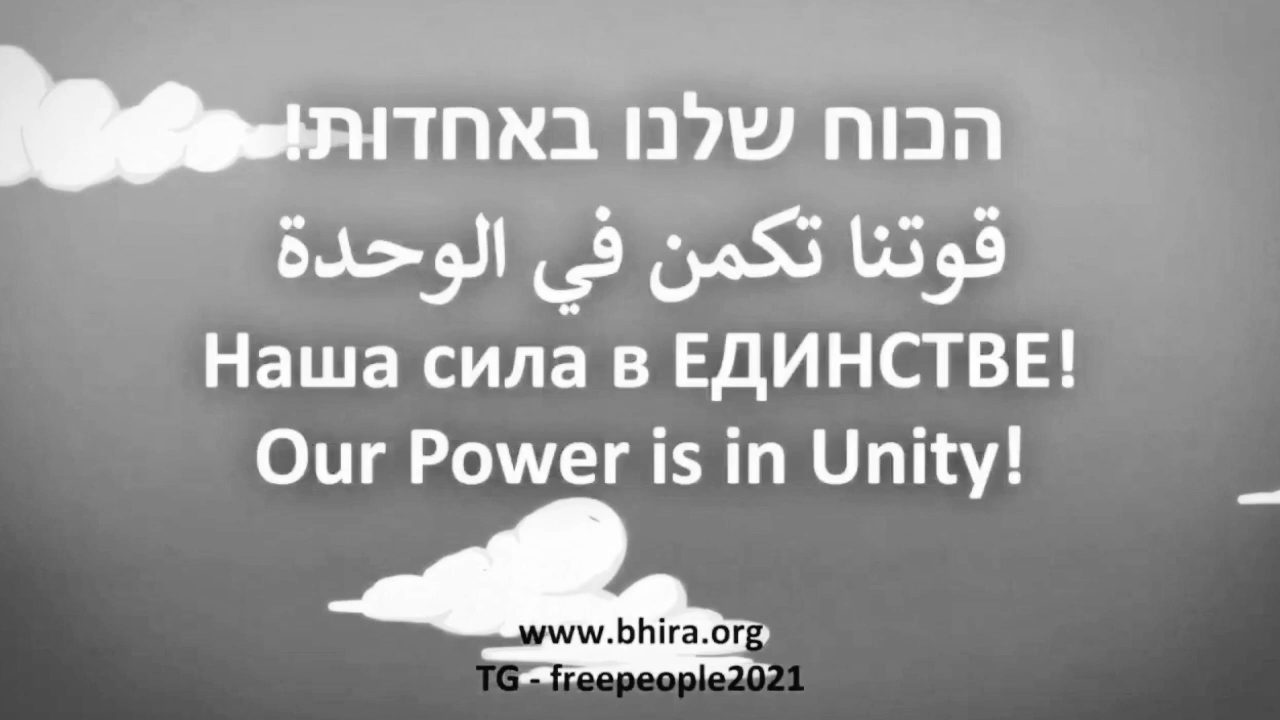 הכוח שלנו באחדות!
قوتنا تكمن في الوحدة
Наша сила в ЕДИНСТВЕ!
Our Power is in Unity!
www.bhira.org
TG - freepeople2021